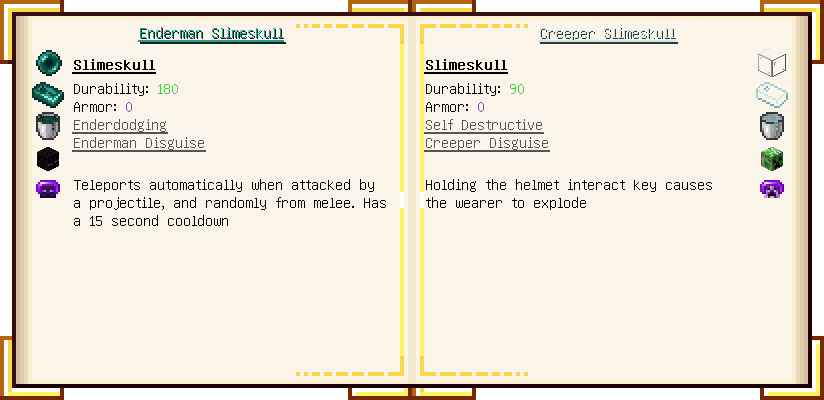 Enderman Slimeskull
Slimeskull
Durability: 180
Armor: 0
Enderdodging
Enderman Disguise
Teleports automatically when attacked by
a projectile, and randomly from melee. Has
a 15 second cooldown
Creeper Slimeskull
Slimeskull
Durability: 90
Armor: 0
Self Destructive
Creeper Disguise
Holding the helmet interact key causes
the wearer to explode